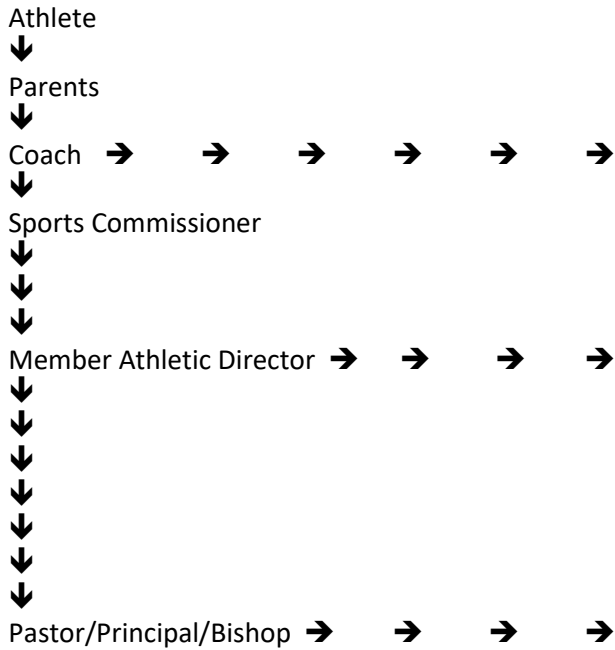 Athlete
🡻
Parents
🡻
Coach 🡺 🡺 🡺 🡺 🡺 🡺
🡻
Sports Commissioner
🡻
🡻
🡻
Member Athletic Director 🡺 🡺 🡺 🡺
🡻
🡻
🡻
🡻
🡻
🡻
🡻
Pastor/Principal/Bishop 🡺 🡺 🡺 🡺